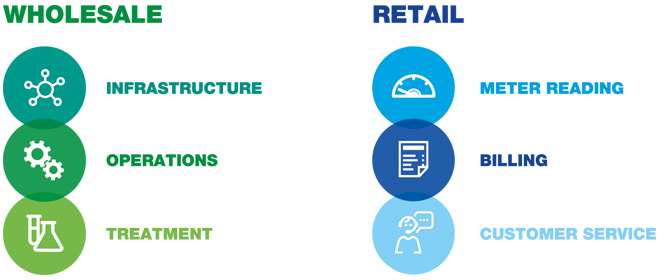 WHOLESALE
INFRASTRUCTURE
OPERATIONS
TREATMENT
RETAIL
METER READING
BILLING
CUSTOMER SERVICE